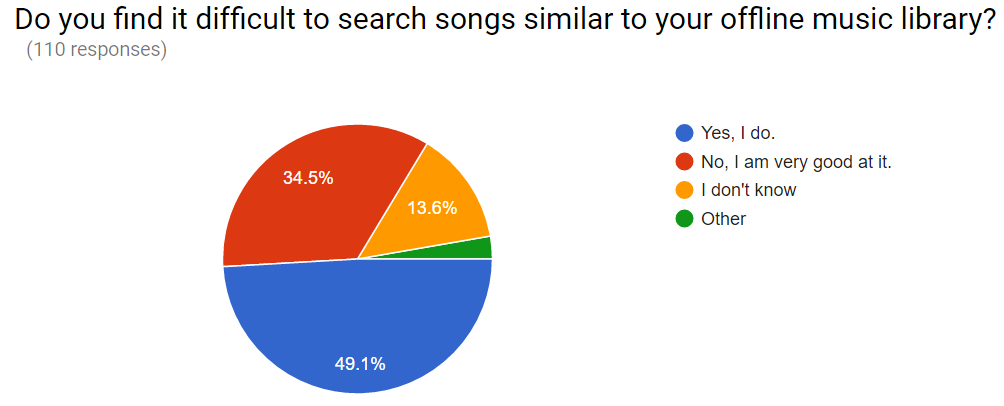 Do you find it difficult to search songs similar to your offline music library?
(110 responses)
34.5%
13.6%
49.1%
Yes, I do.
No, I am very good at it.
I don't know
Other